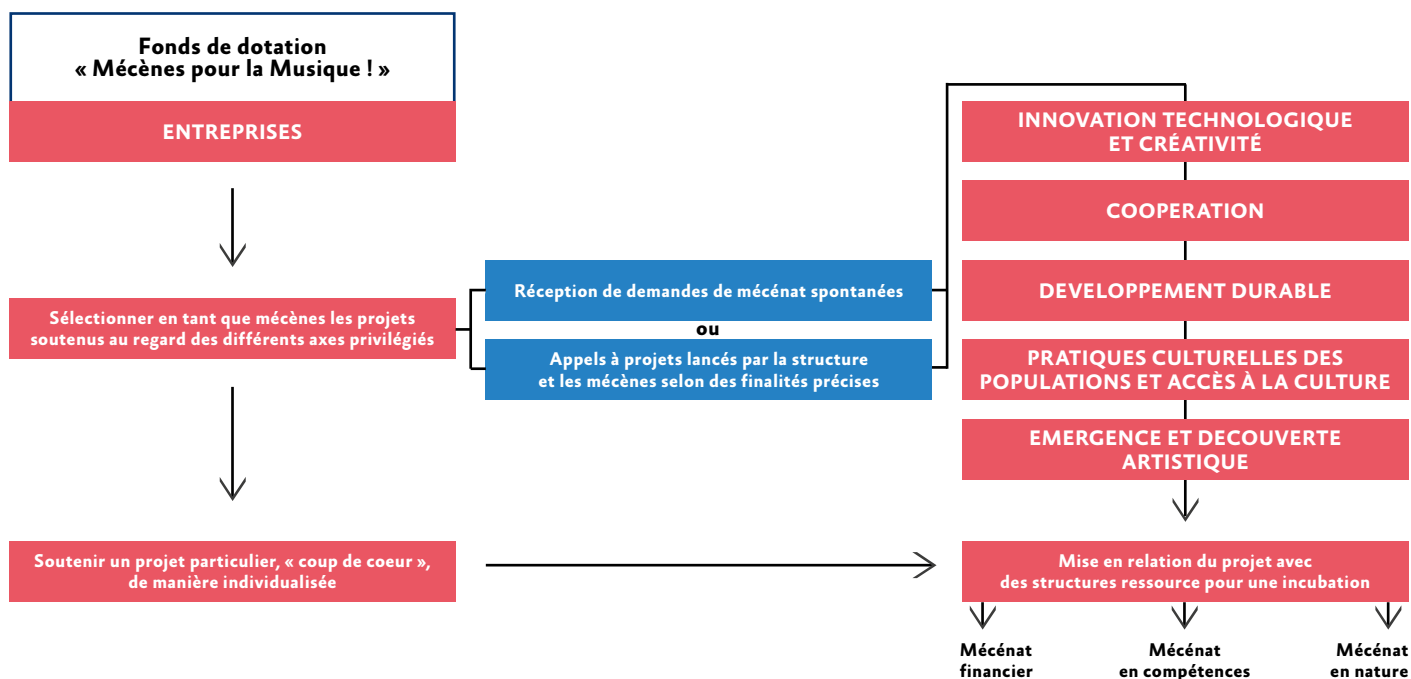 Fonds de dotation
« Mécènes pour la Musique ! »
ENTREPRISES
Sélectionner en tant que mécènes les projets
soutenus au regard des différents axes privilégiés
Soutenir un projet particulier, « coup de coeur »,
de manière individualisée
Réception de demandes de mécénat spontanées
ou
Appels à projets lancés par la structure
et les mécènes selon des finalités précises
INNOVATION TECHNOLOGIQUE
ET CRÉATIVITÉ
COOPERATION
DEVELOPPEMENT DURABLE
PRATIQUES CULTURELLES DES
POPULATIONS ET ACCÈS À LA CULTURE
EMERGENCE ET DECOUVERTE
ARTISTIQUE
Mise en relation du projet avec
des structures ressource pour une incubation
Mécénat
financier
Mécénat
en compétences
Mécénat
en nature